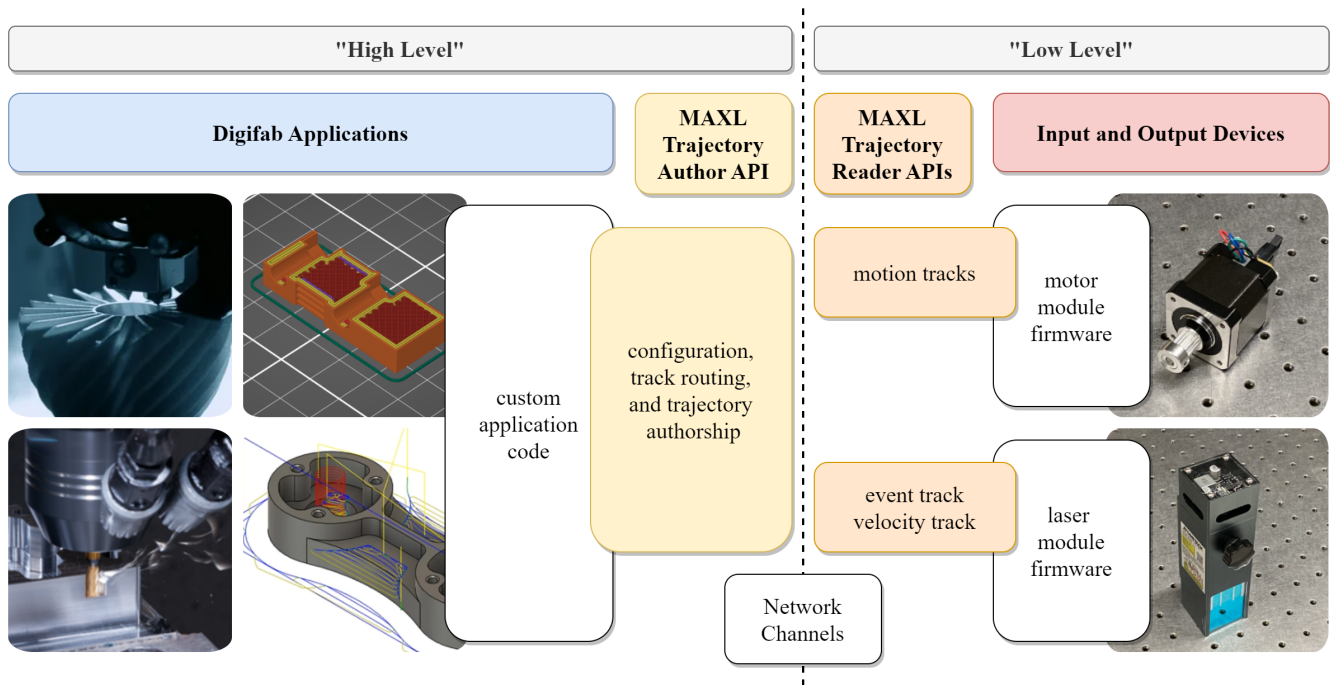 "High Level"
"Low Level"
Digifab Applications
MAXL
Trajectory
Author API
MAXL
Trajectory
Reader APIs
Input and Output Devices
custom
application
code
configuration,
track routing,
and trajectory
authorship
motion tracks
motor
module
firmware
event track
velocity track
laser
module
firmware
Network
Channels